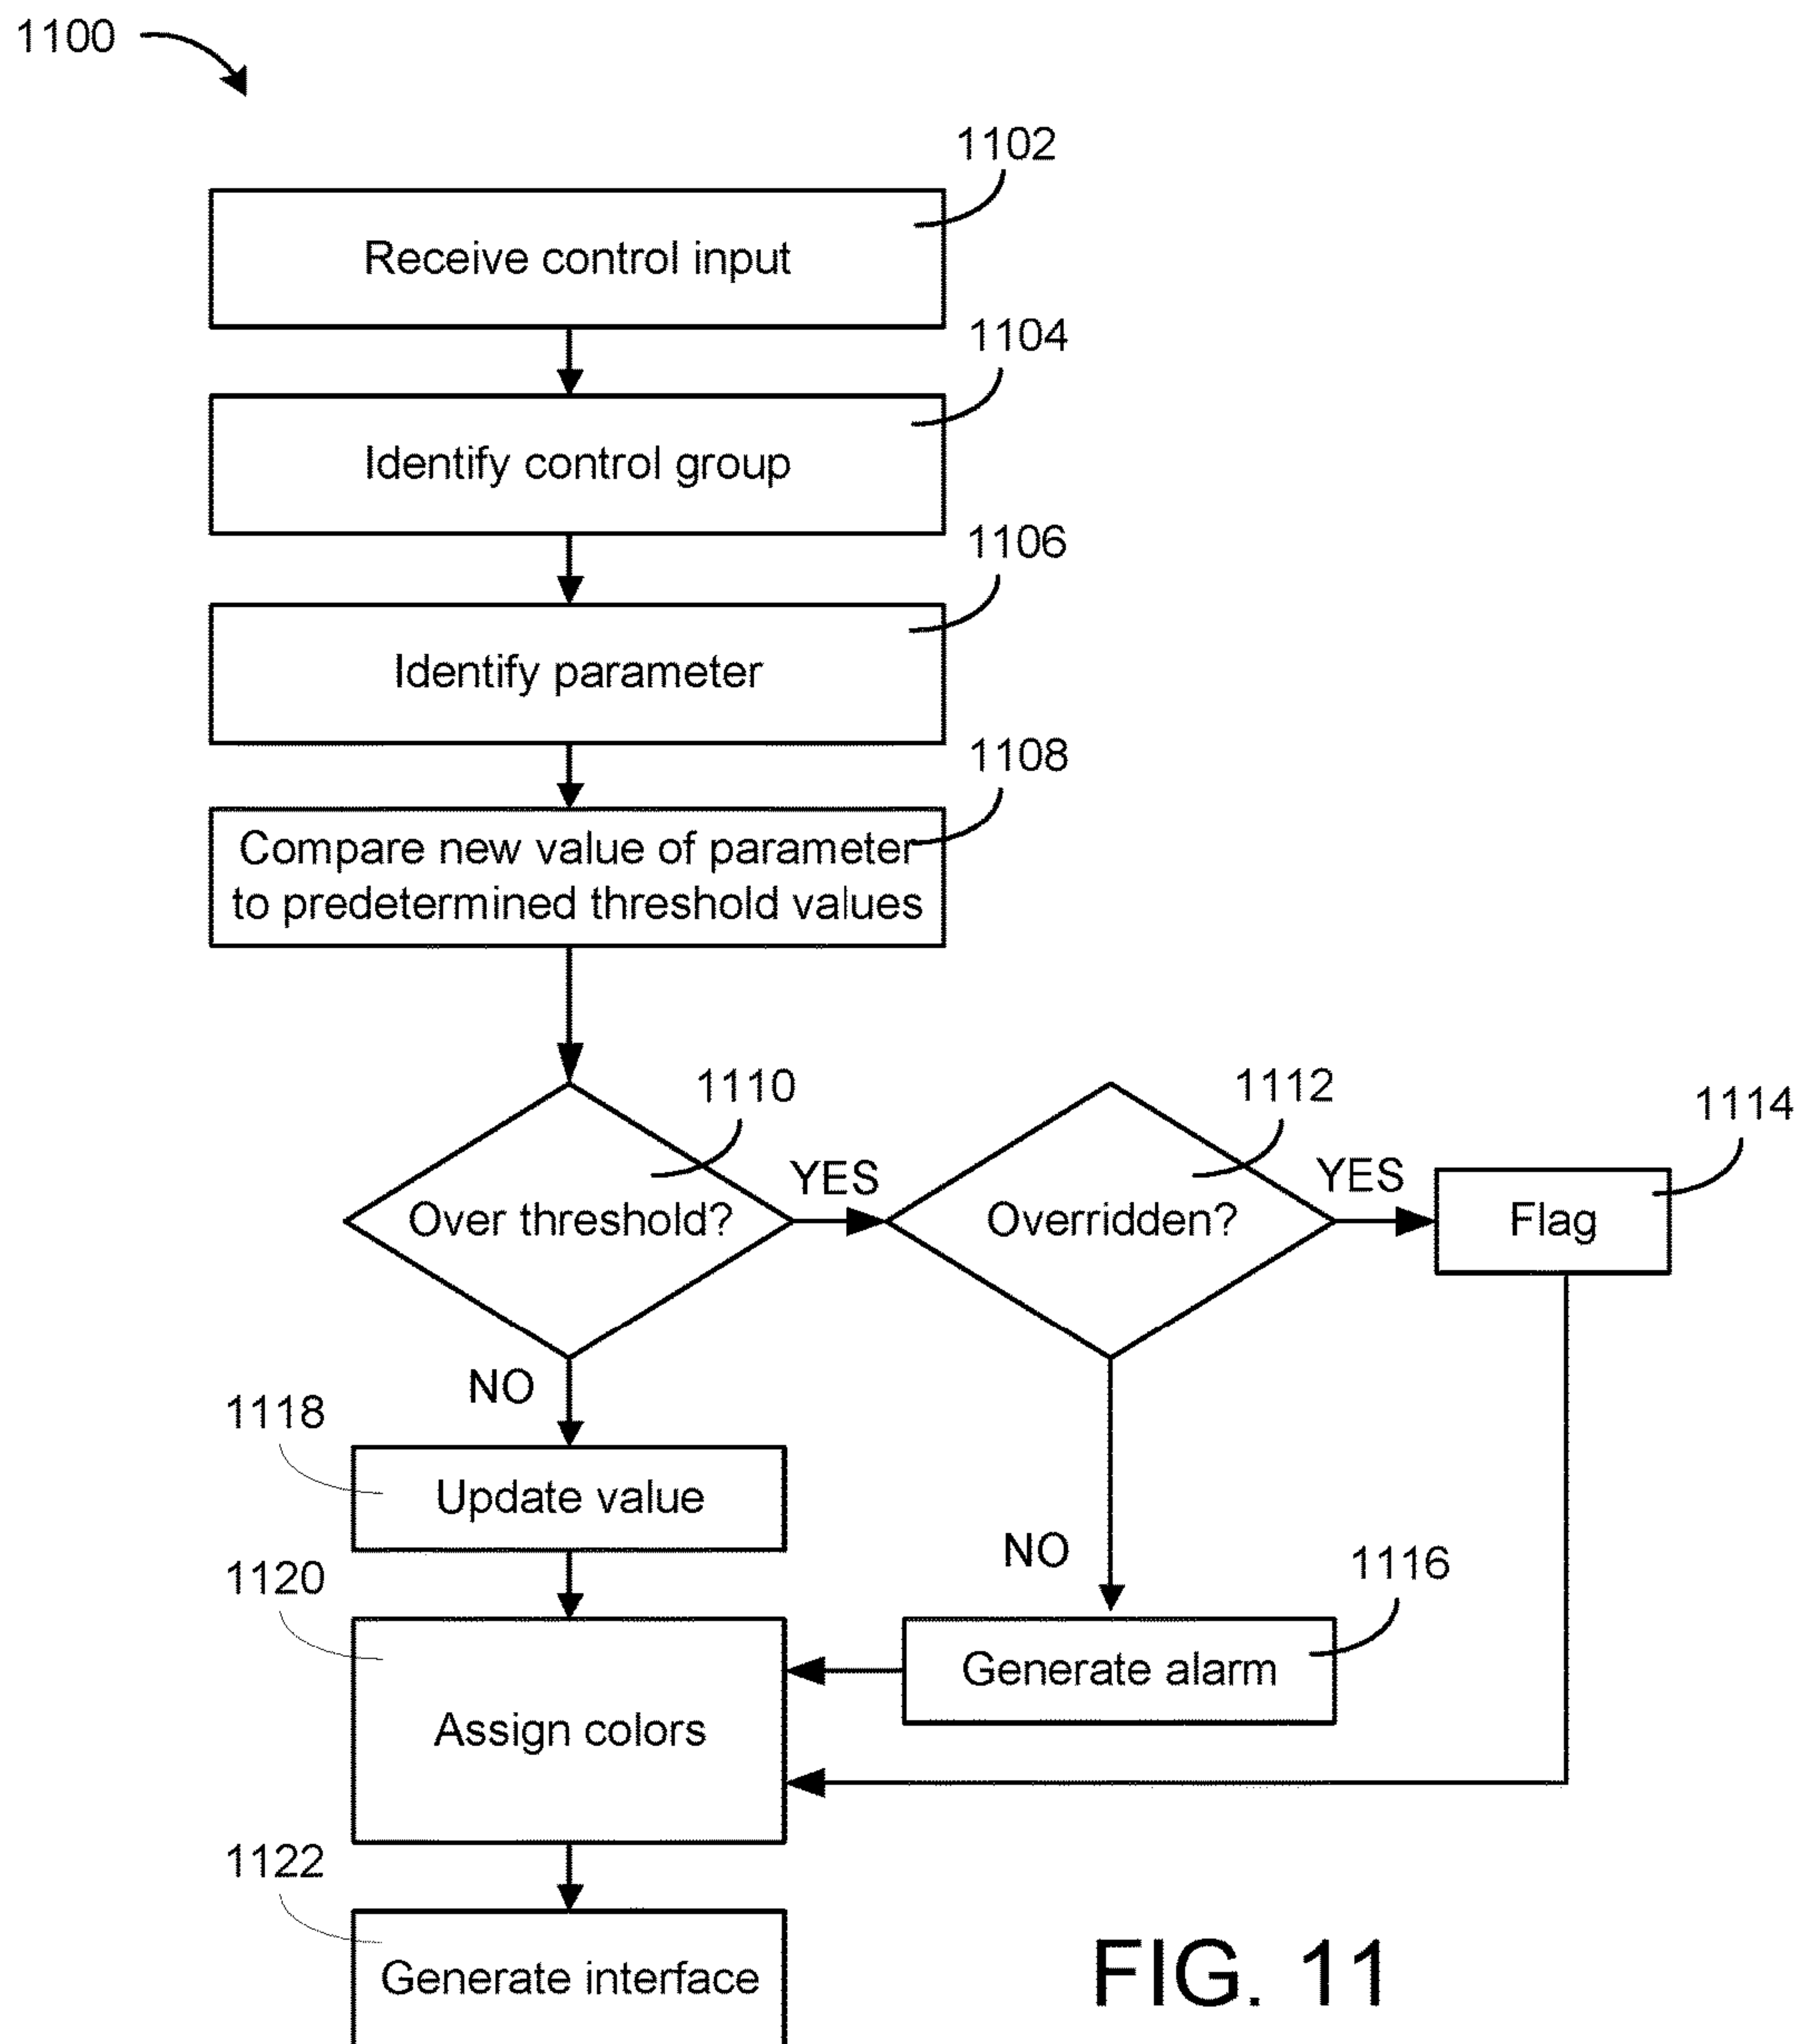 1100
1102
Receive control input
1104
Identify control group
1106
Identify parameter
1108
Compare new value of parameter
to predetermined threshold values
1110
1112
1114
YES
YES
Over threshold?
Overridden?
Flag
NO
1118
Update value
NO
1116
1120
Generate alarm
Assign colors
1122
Generate interface
FIG. 11